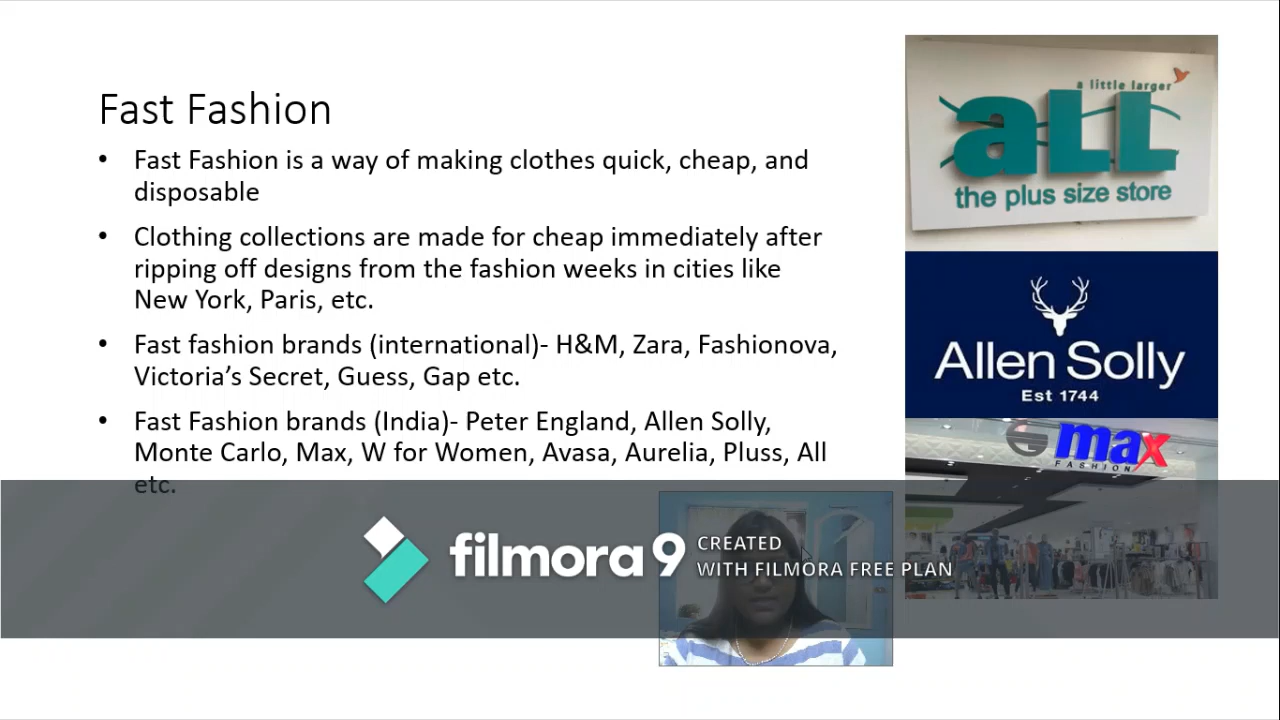 Fast Fashion
• Fast Fashion is a way of making clothes quick, cheap, and
disposable
• Clothing collections are made for cheap immediately after
ripping off designs from the fashion weeks in cities like
New York, Paris, etc.
• Fast fashion brands (international)- H&M, Zara, Fashionova,
Victoria’s Secret, Guess, Gap etc.
• Fast Fashion brands (India)- Peter England, Allen Solly,
Monte Carlo, Max, W for Women, Avasa, Aurelia, Pluss, All
etc.
a little larger
aLL
the plus size store
Allen Solly
Est 1744
max
FASHION
filmora9
CREATED
WITH FILMORA FREE PLAN